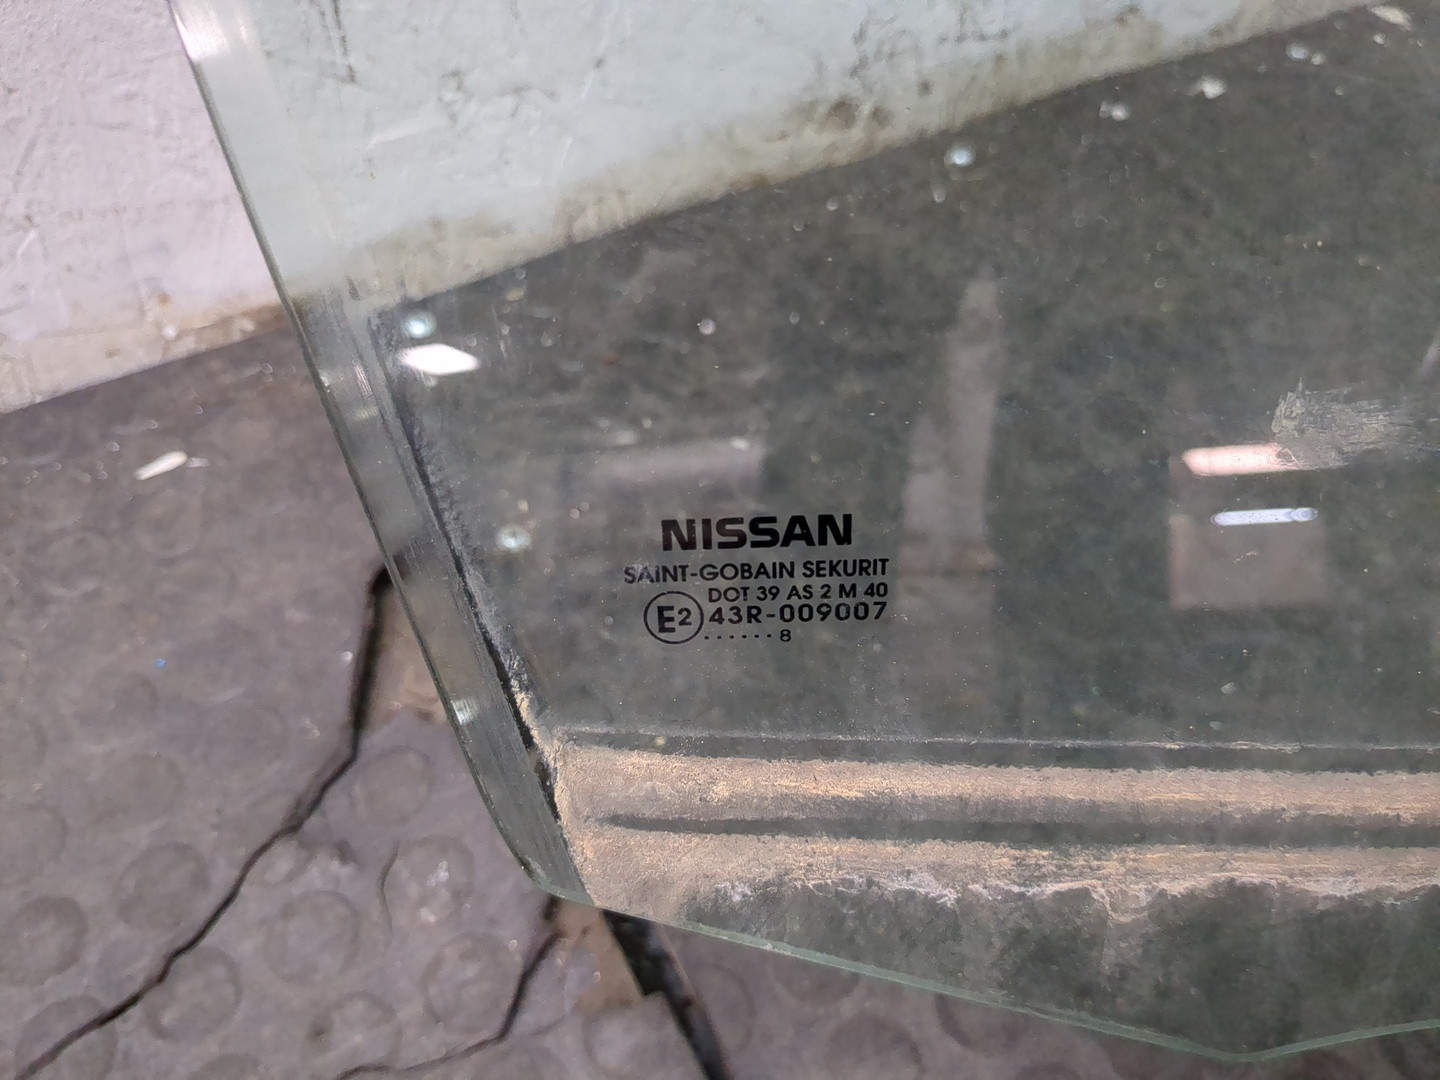 NISSAN
SAINT-GOBAIN SEKURIT
DOT 39 AS 2 M 40
E2 43R-009007
......8